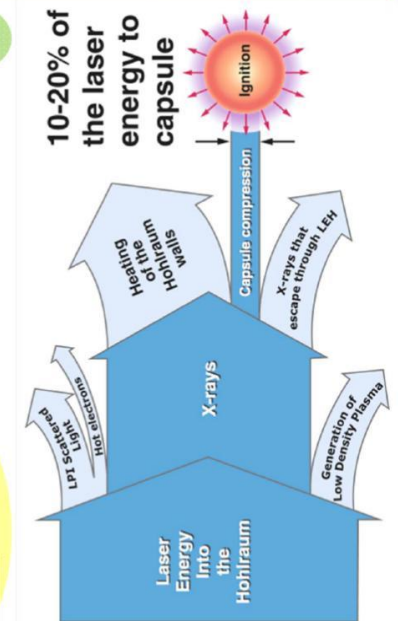 10-20% of
the laser
energy to
capsule
Ignition
Capsule compression
Heating
of the
Hohlraum
walls
X-rays that
escape through LEH
X-rays
LPI Scattered
Light
Hot electrons
Generation of
Low Density Plasma
Laser
Energy
Into
the
Hohlraum